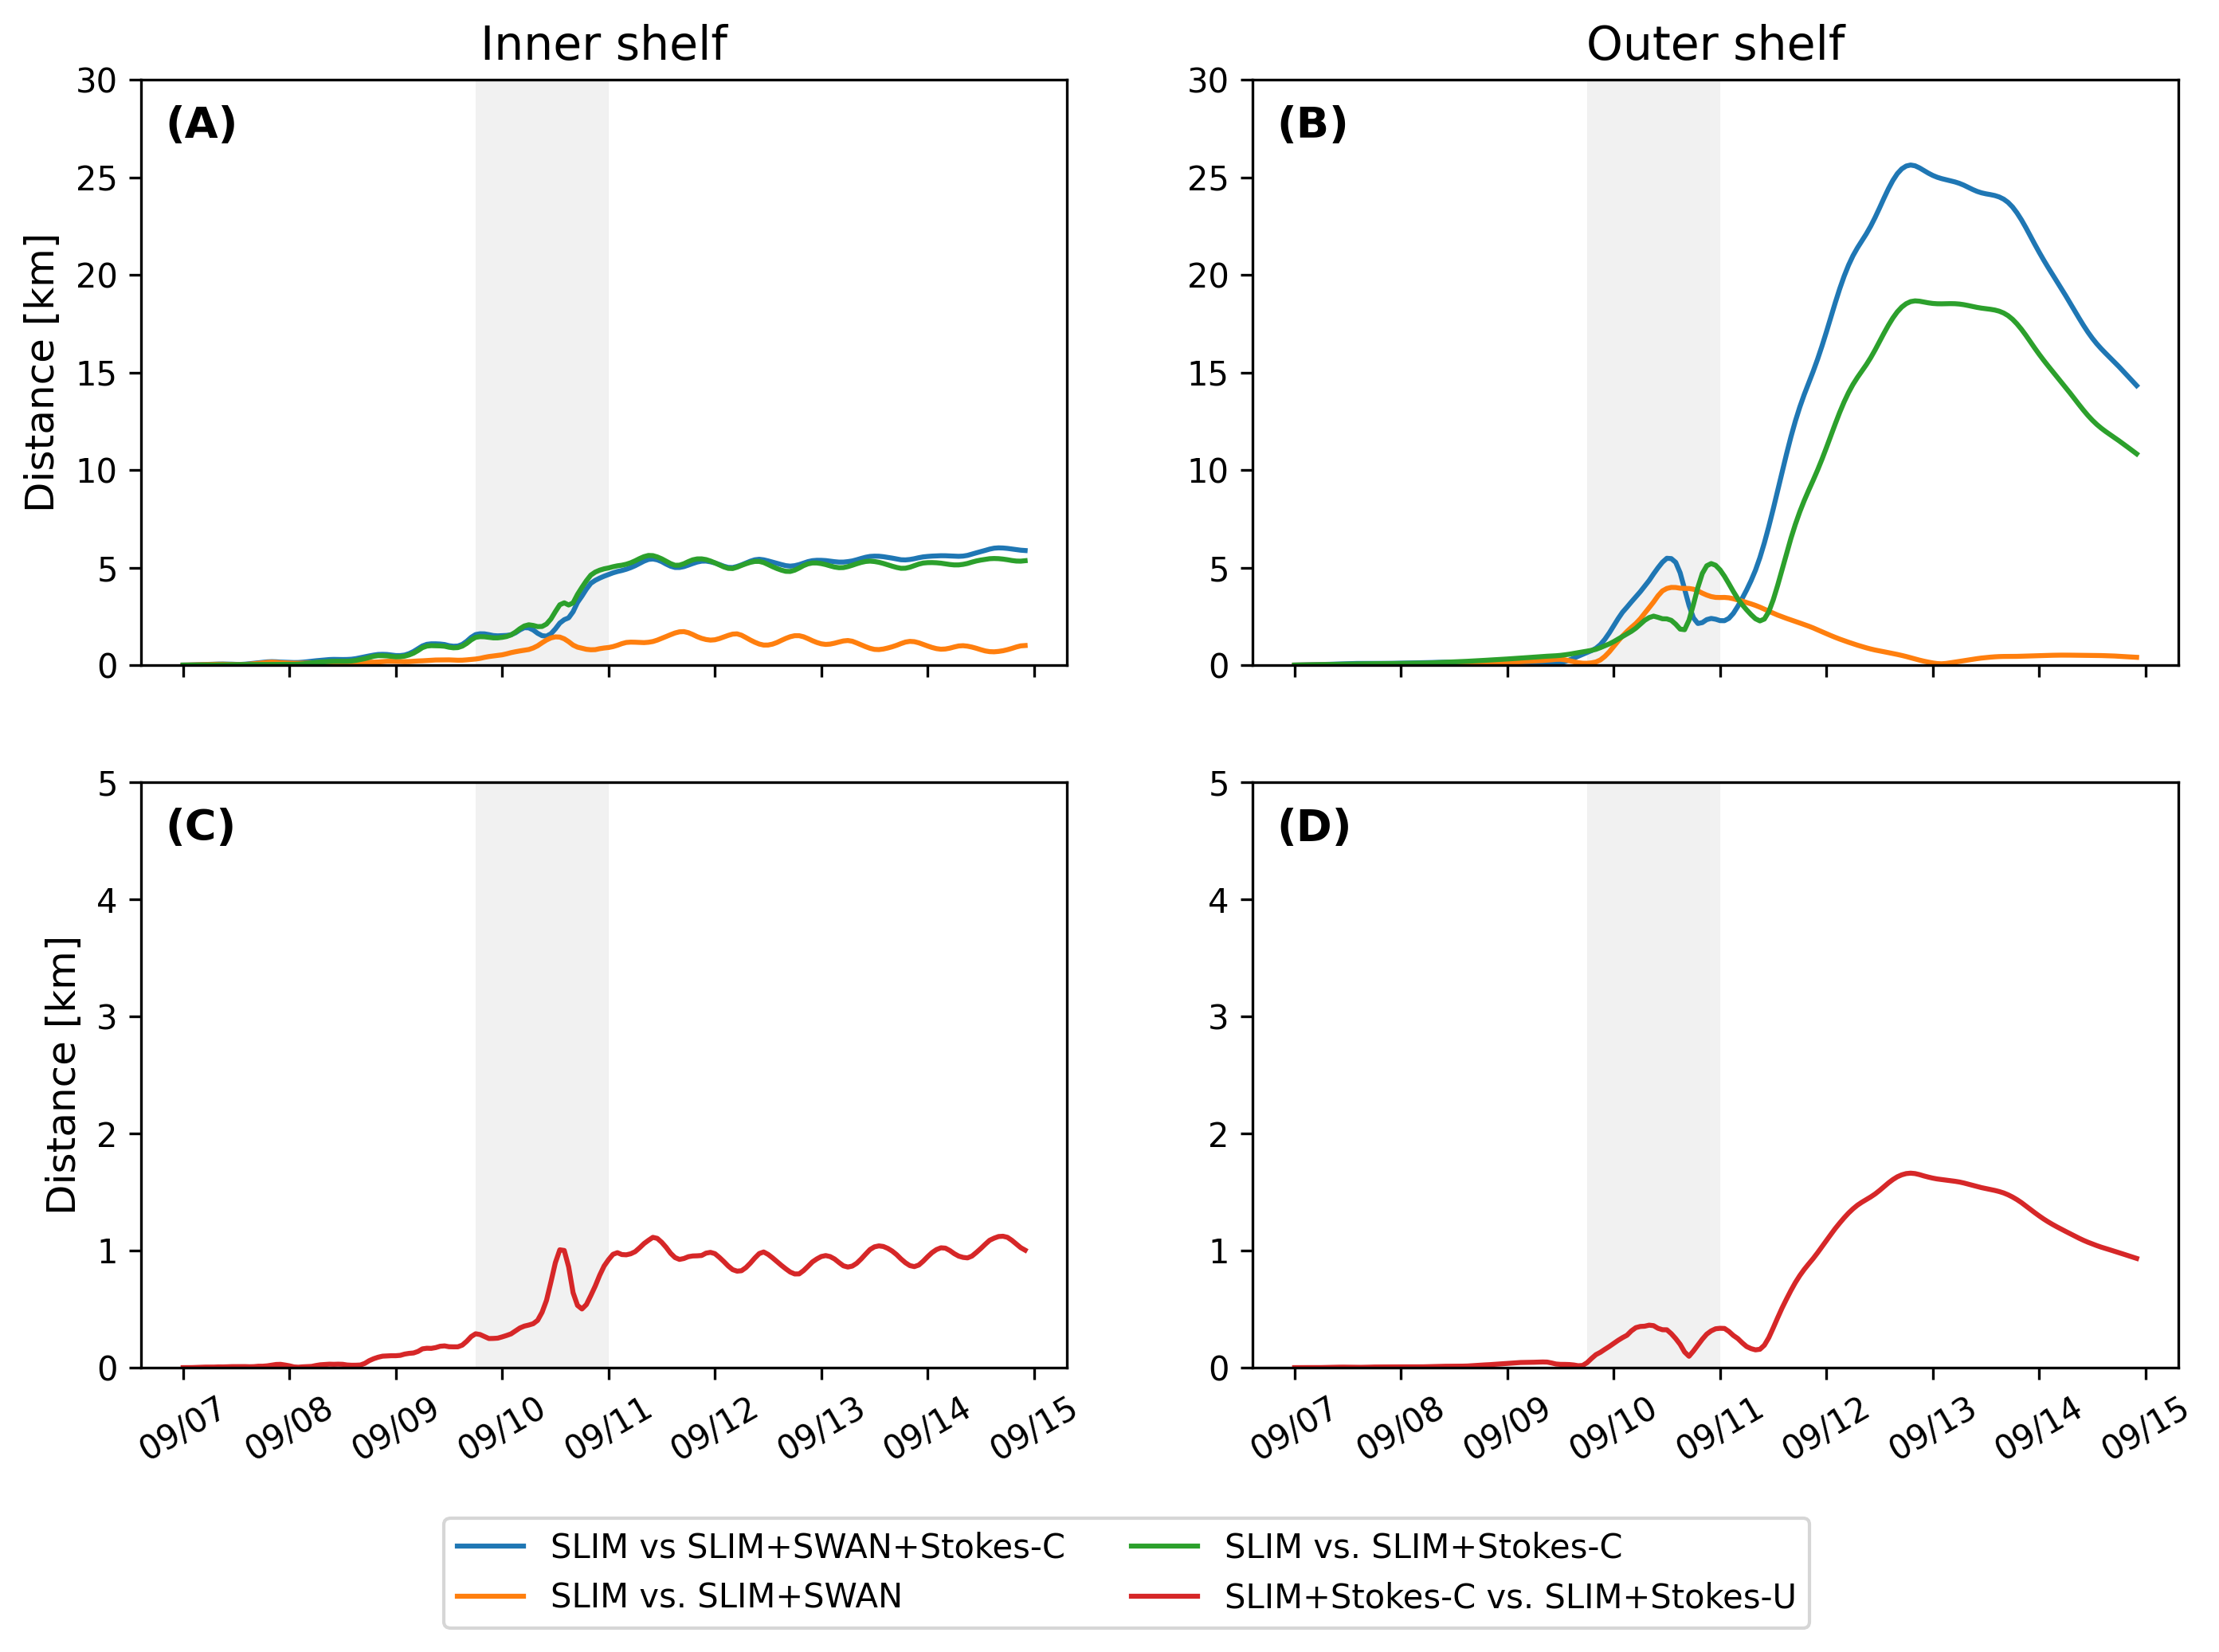 Inner shelf
Outer shelf
(A)
30
25
20
15
10
5
0
Distance [km]
(B)
30
25
20
15
10
5
0
(C)
5
4
3
2
1
0
Distance [km]
09/07 09/08 09/09 09/10 09/11 09/12 09/13 09/14 09/15
(D)
5
4
3
2
1
0
09/07 09/08 09/09 09/10 09/11 09/12 09/13 09/14 09/15
SLIM vs SLIM+SWAN+Stokes-C
SLIM vs. SLIM+SWAN
SLIM vs. SLIM+Stokes-C
SLIM+Stokes-C vs. SLIM+Stokes-U